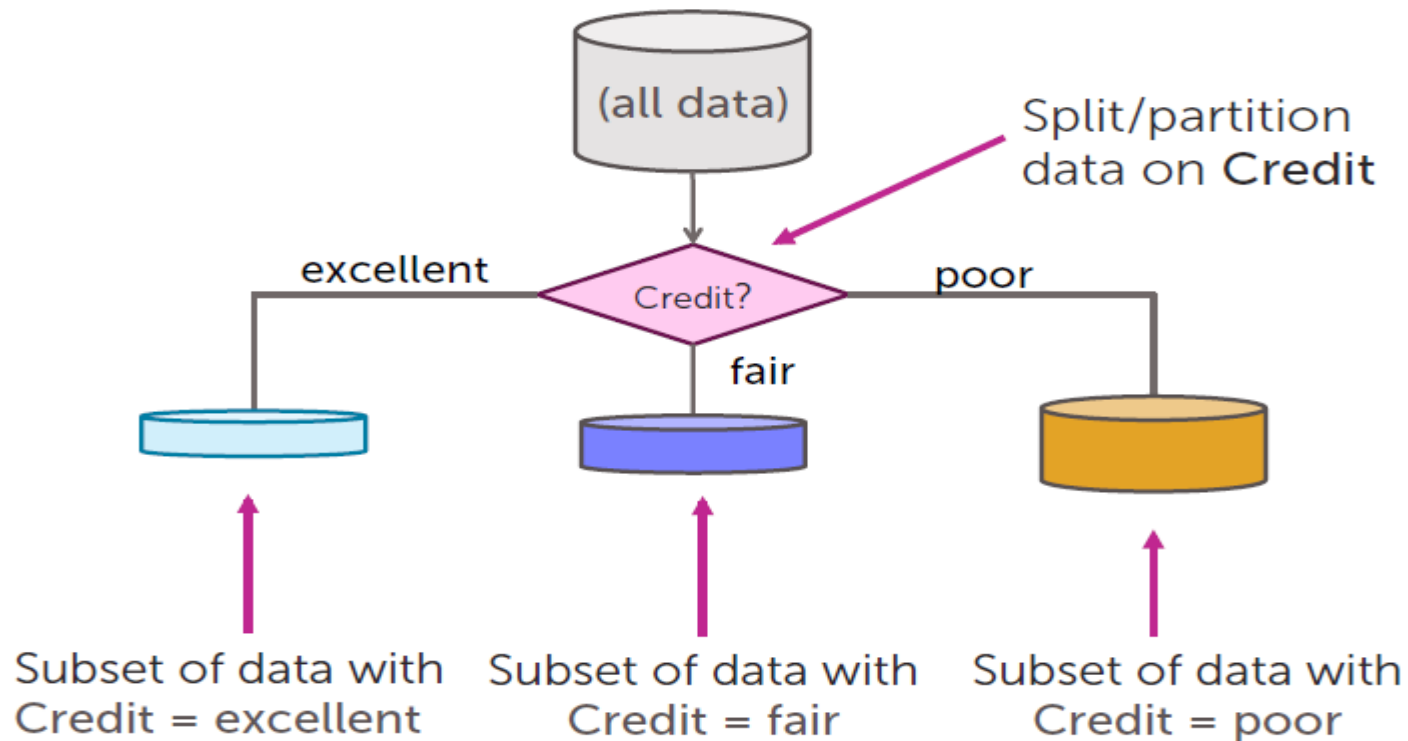 (all data)
Split/partition
data on Credit
excellent
Credit?
poor
fair
Subset of data with
Credit = excellent
Subset of data with
Credit = fair
Subset of data with
Credit = poor